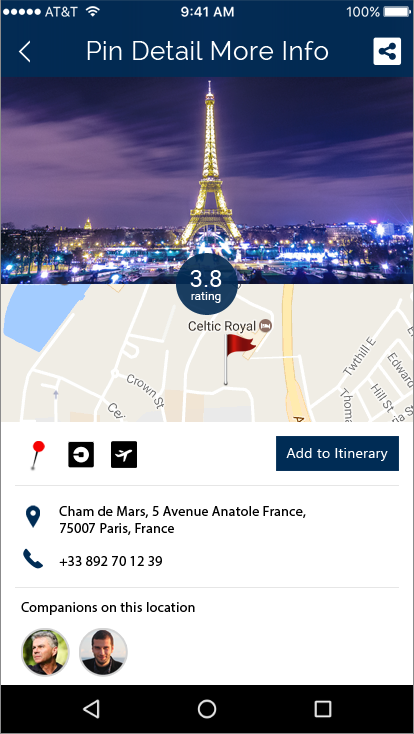 AT&T 9:41 AM 100%
Pin Detail More Info
3.8
rating
Celtic Royal
Twthill E
Crown St
Edward
Hill St
Thoma
Cei
Add to Itinerary
Cham de Mars, 5 Avenue Anatole France,
75007 Paris, France
+33 892 70 12 39
Companions on this location